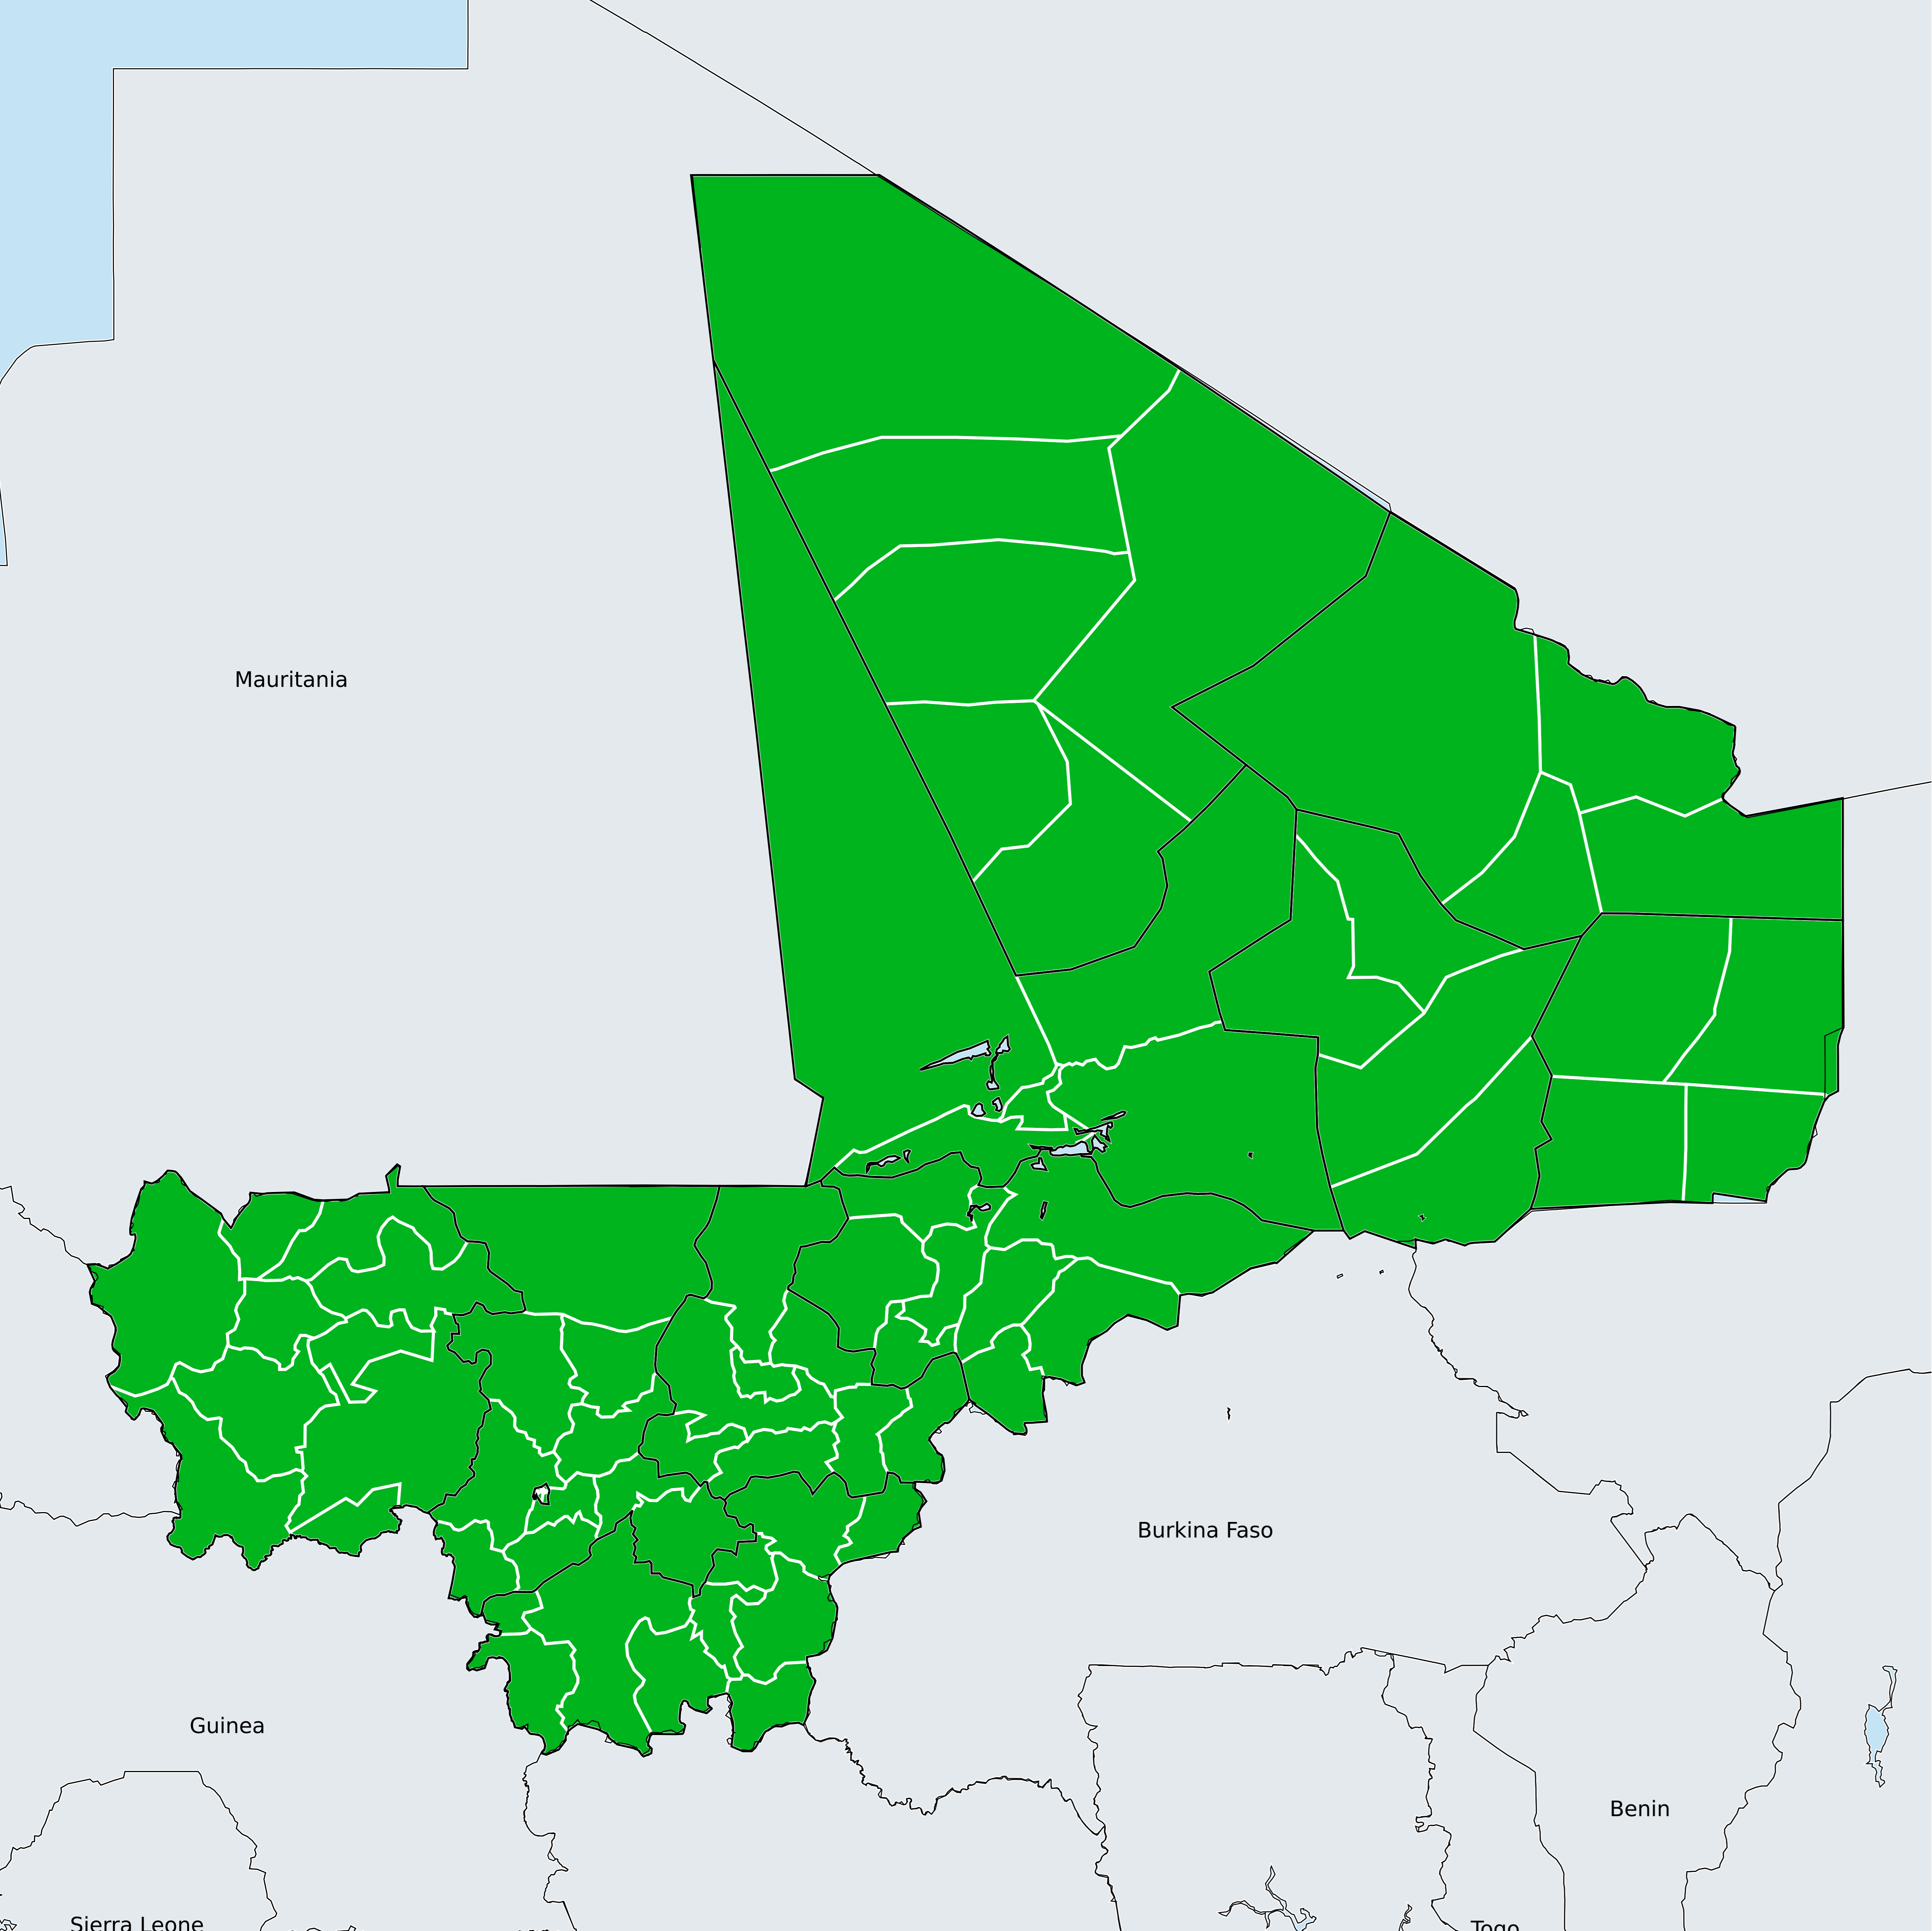 Mauritania
Burkina Faso
Guinea
Benin
Sierra Leone
Togo